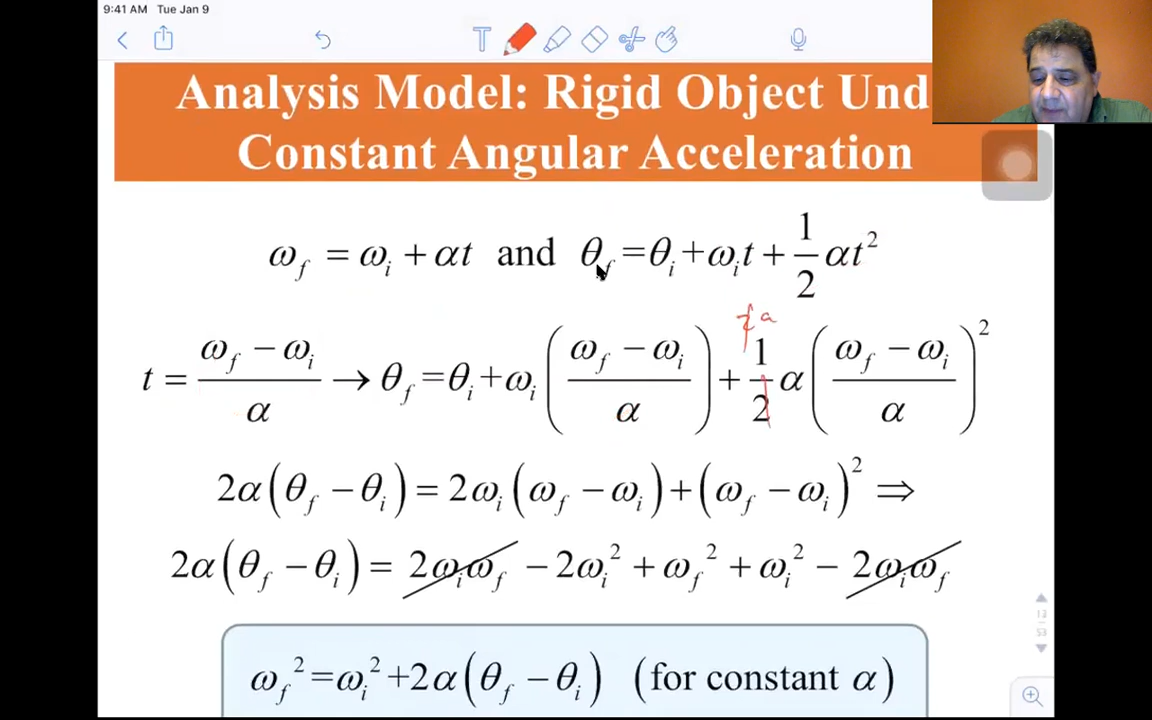 9:41 AM Tue Jan 9
T
Analysis Model: Rigid Object Und
Constant Angular Acceleration
ω_f = ω_i + αt and θ_f = θ_i + ω_i t + 1/2 αt²
t = (ω_f − ω_i)/α → θ_f = θ_i + ω_i ((ω_f − ω_i)/α) + 1/2 α ((ω_f − ω_i)/α)²
2α(θ_f − θ_i) = 2ω_i(ω_f − ω_i) + (ω_f − ω_i)² ⇒
2α(θ_f − θ_i) = 2ω_iω_f − 2ω_i² + ω_f² + ω_i² − 2ω_iω_f
ω_f² = ω_i² + 2α(θ_f − θ_i) (for constant α)
12
53